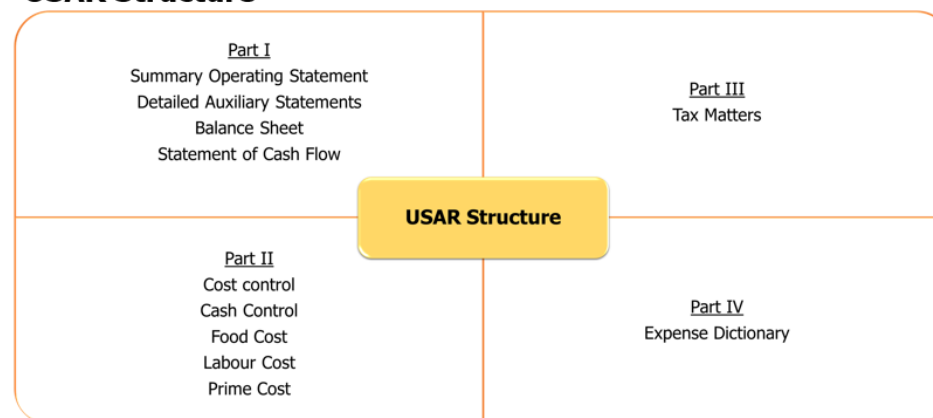 USAR Structure
Part I
Summary Operating Statement
Detailed Auxiliary Statements
Balance Sheet
Statement of Cash Flow
Part III
Tax Matters
USAR Structure
Part II
Cost control
Cash Control
Food Cost
Labour Cost
Prime Cost
Part IV
Expense Dictionary